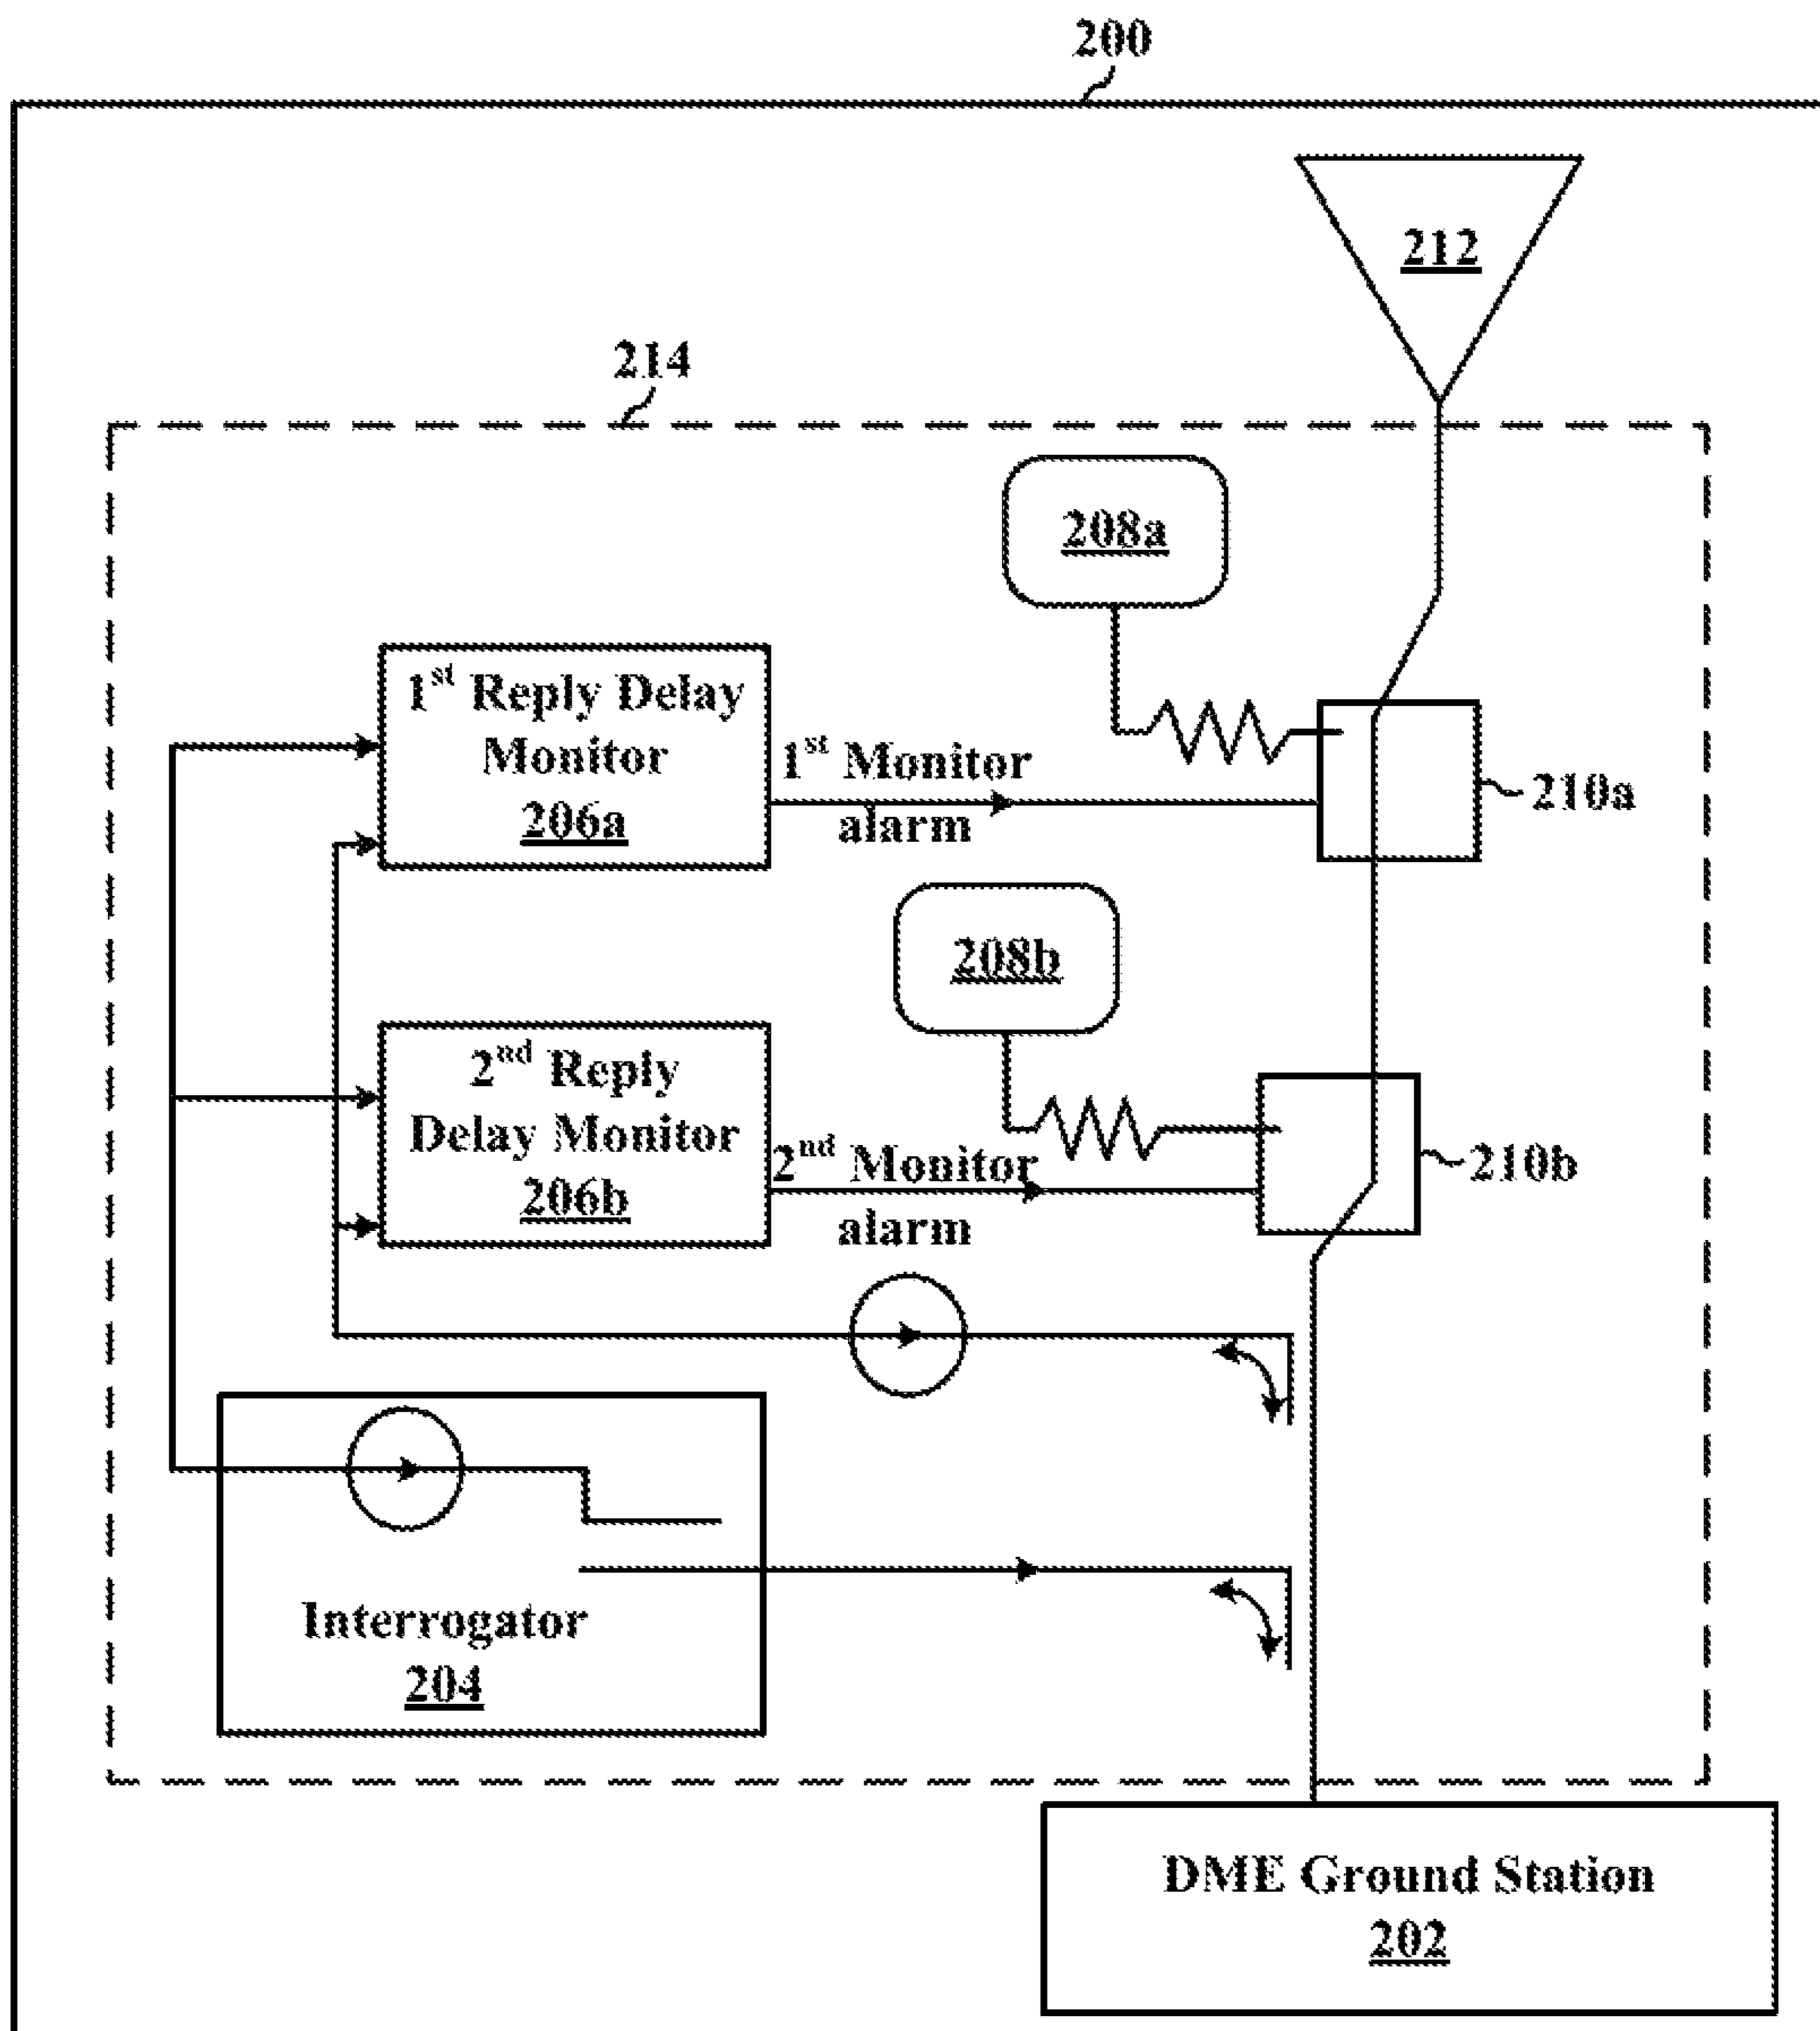 200
212
214
208a
1st Reply Delay
Monitor
206a
1st Monitor
alarm
210a
208b
2nd Reply
Delay Monitor
206b
2nd Monitor
alarm
210b
Interrogator
204
DME Ground Station
202